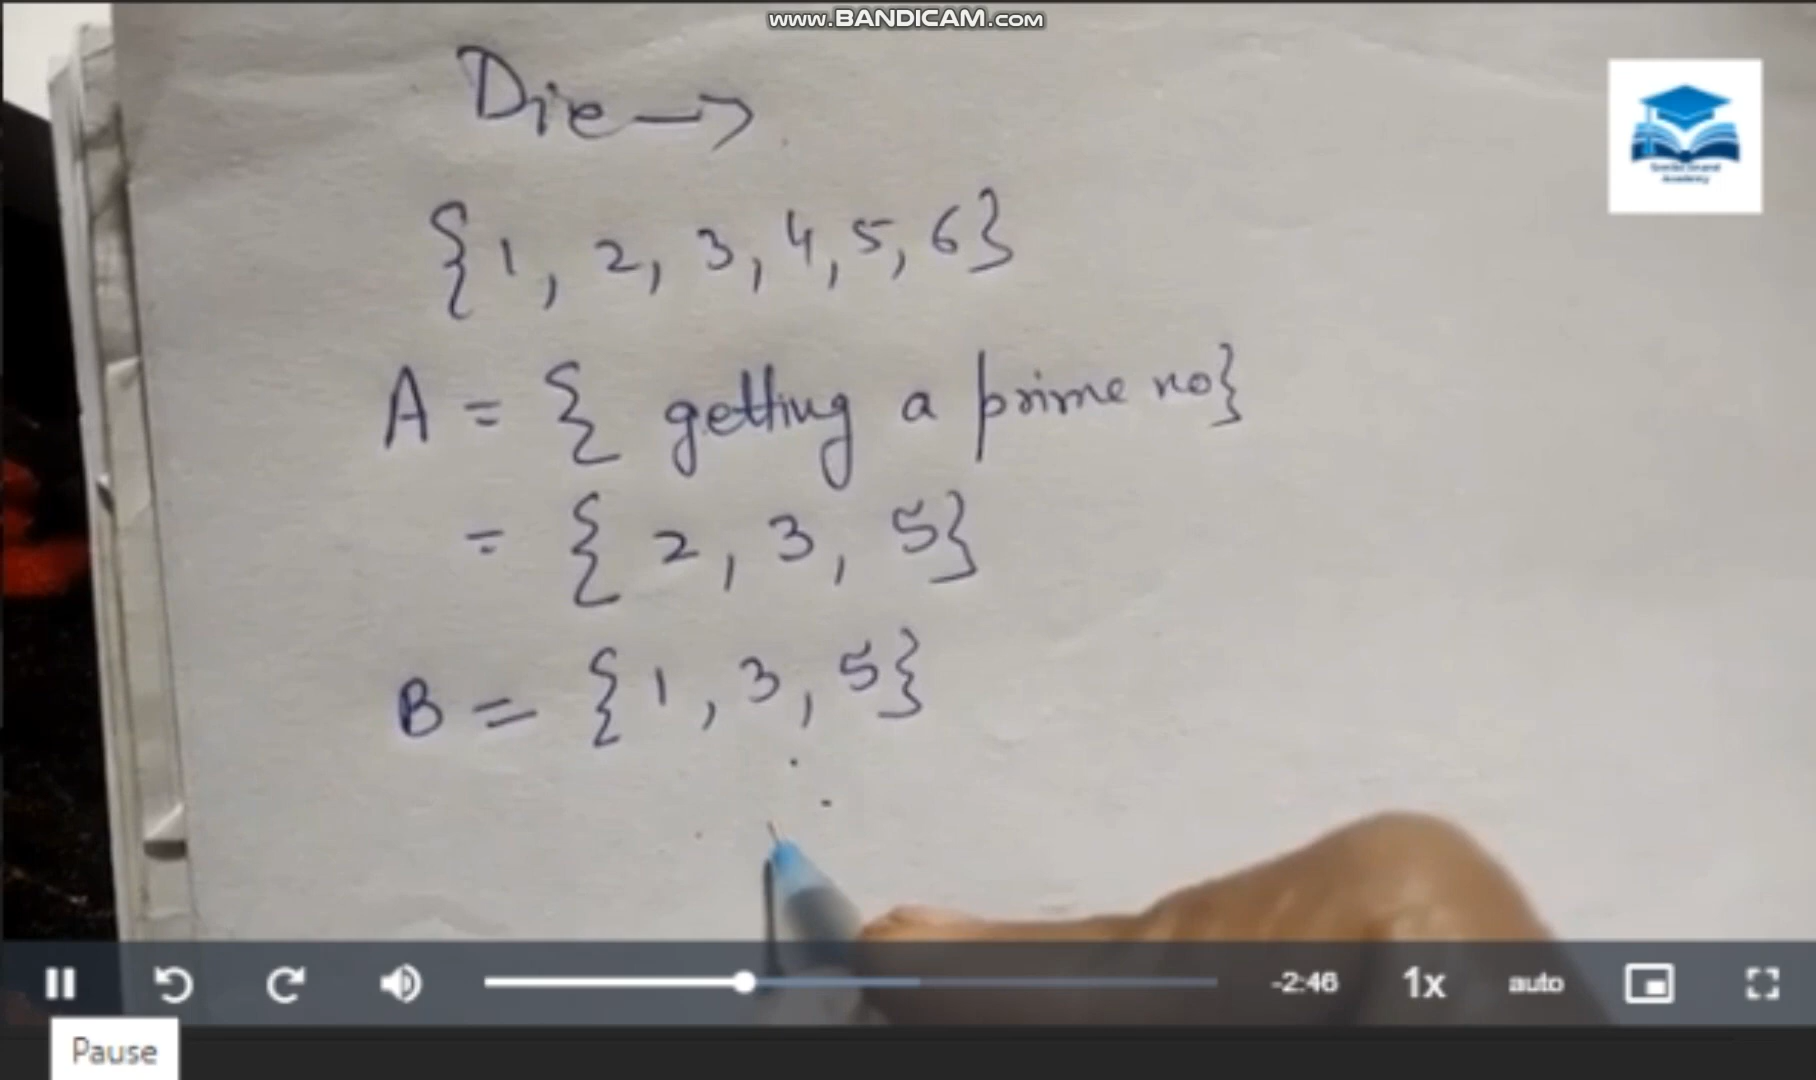 www.BANDICAM.com
Die →
{1, 2, 3, 4, 5, 6}
A = { getting a prime no}
= { 2, 3, 5}
B = {1, 3, 5}
Academy
-2:46
1x
auto
Pause